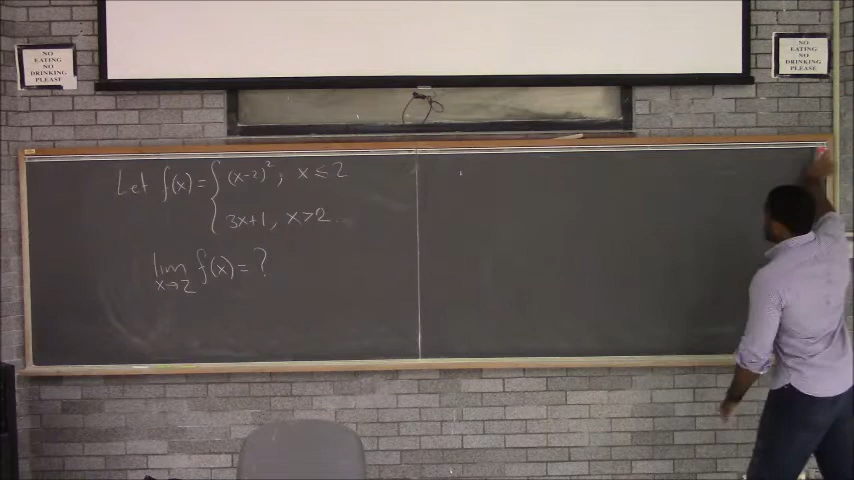 NO
EATING
NO
DRINKING
PLEASE
NO
EATING NO
DRINKING
PLEASE
Let f(x) = { (x-2)², x ≤ 2
3x+1, x>2
lim f(x) = ?
x→2